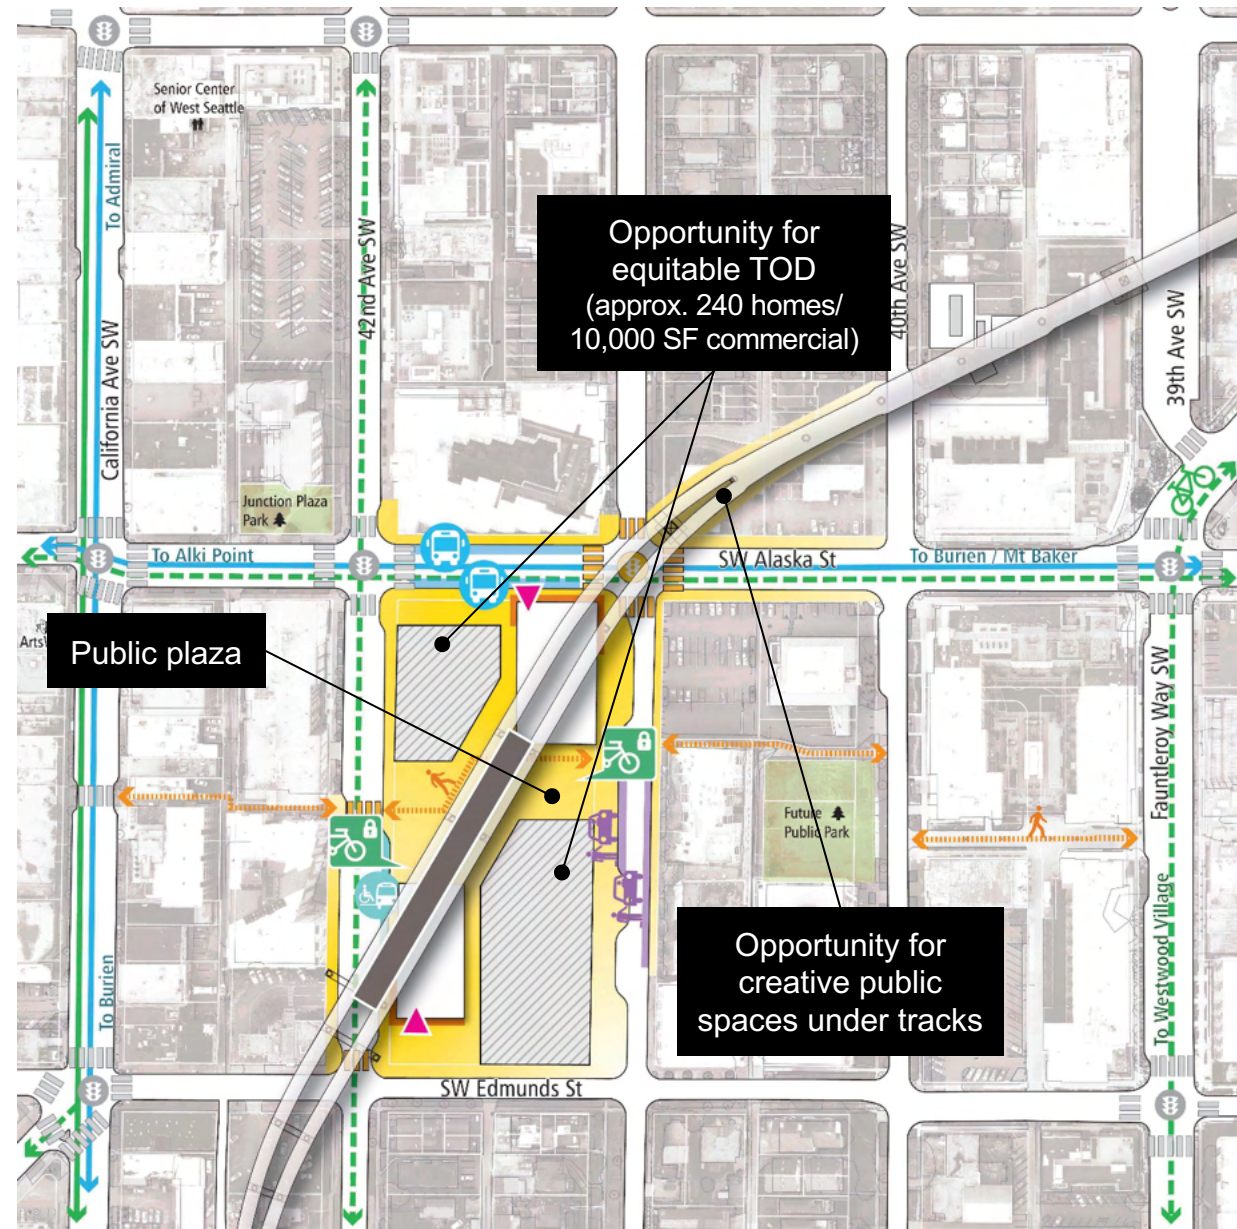 Senior Center
of West Seattle
To Admiral
California Ave SW
42nd Ave SW
Opportunity for
equitable TOD
(approx. 240 homes/
10,000 SF commercial)
40th Ave SW
39th Ave SW
Junction Plaza
Park
To Alki Point
SW Alaska St
To Burien / Mt Baker
Arts
Public plaza
Fauntleroy Way SW
Future
Public Park
To Burien
To Westwood Village
Opportunity for
creative public
spaces under tracks
SW Edmunds St